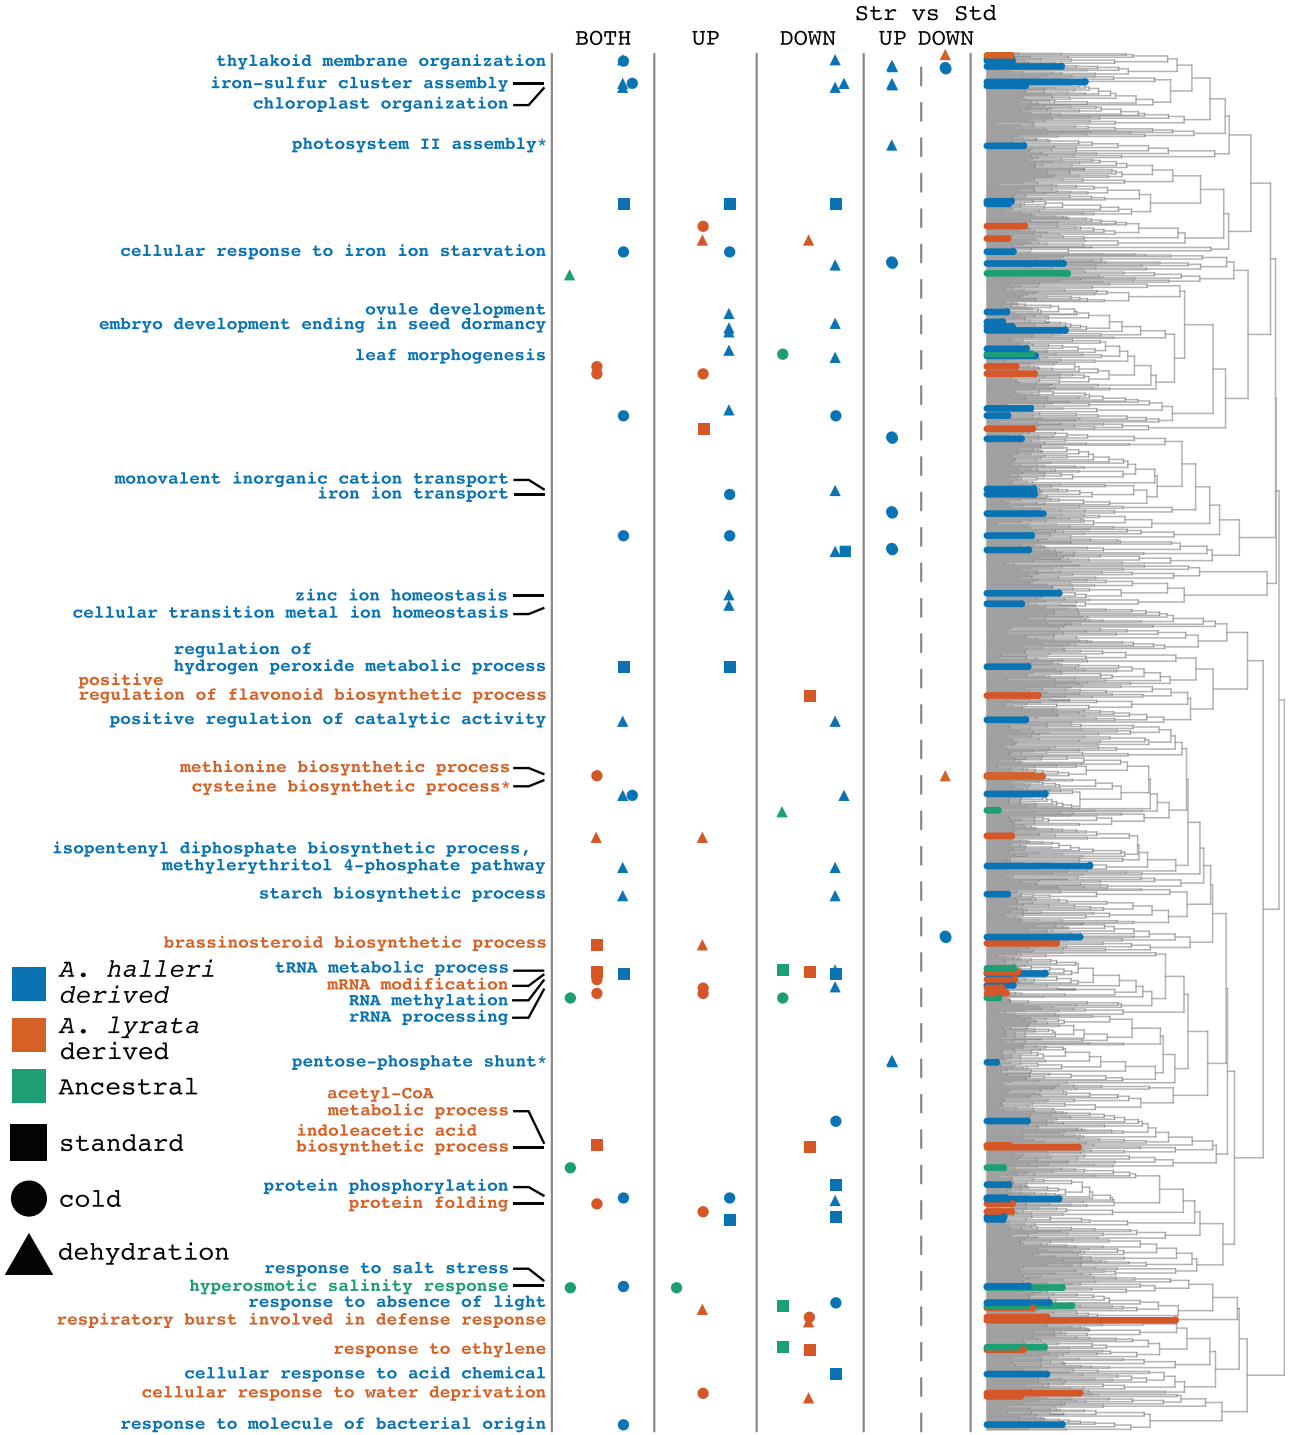 Str vs Std
BOTH UP DOWN UP DOWN
thylakoid membrane organization
iron-sulfur cluster assembly
chloroplast organization
photosystem II assembly*
cellular response to iron ion starvation
ovule development
embryo development ending in seed dormancy
leaf morphogenesis
monovalent inorganic cation transport
iron ion transport
zinc ion homeostasis
cellular transition metal ion homeostasis
regulation of
hydrogen peroxide metabolic process
positive
regulation of flavonoid biosynthetic process
positive regulation of catalytic activity
methionine biosynthetic process
cysteine biosynthetic process*
isopentenyl diphosphate biosynthetic process,
methylerythritol 4-phosphate pathway
starch biosynthetic process
brassinosteroid biosynthetic process
tRNA metabolic process
mRNA modification
RNA methylation
rRNA processing
pentose-phosphate shunt*
acetyl-CoA
metabolic process
indoleacetic acid
biosynthetic process
protein phosphorylation
protein folding
response to salt stress
hyperosmotic salinity response
response to absence of light
respiratory burst involved in defense response
response to ethylene
cellular response to acid chemical
cellular response to water deprivation
response to molecule of bacterial origin
A. halleri
derived
A. lyrata
derived
Ancestral
standard
cold
dehydration